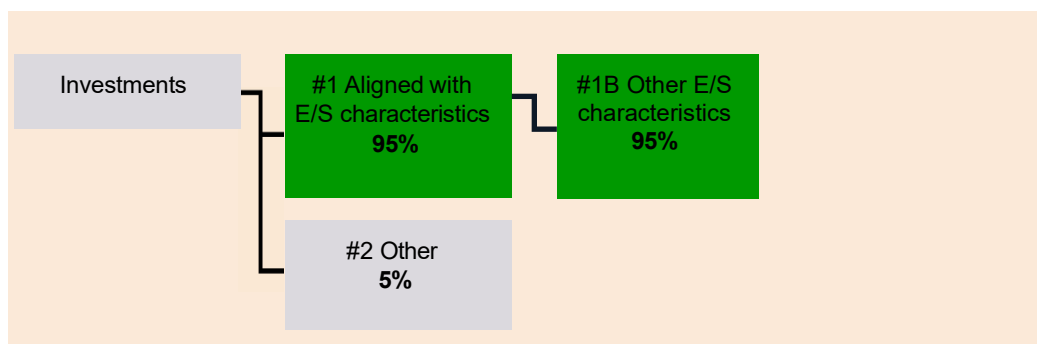 Investments
#1 Aligned with
E/S characteristics
95%
#1B Other E/S
characteristics
95%
#2 Other
5%